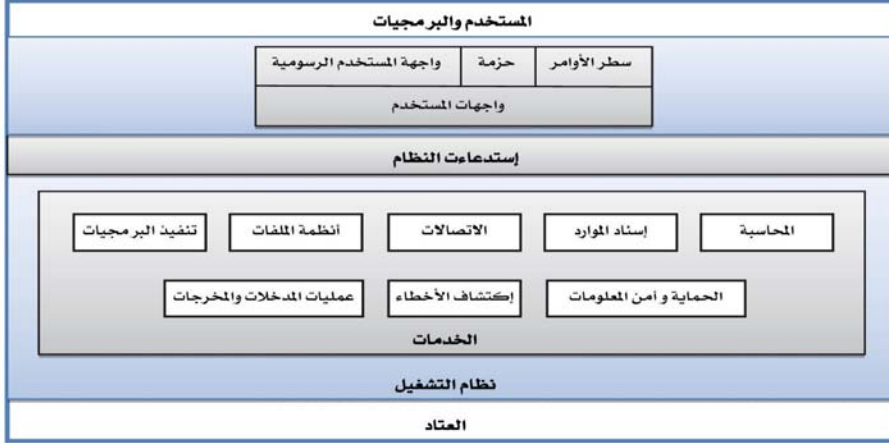 المستخدم والبرمجيات
سطر الأوامر حزمة واجهة المستخدم الرسومية
واجهات المستخدم
إستدعاءت النظام
المحاسبة إسناد الموارد الاتصالات أنظمة الملفات تنفيذ البرمجيات
الحماية و أمن المعلومات إكتشاف الأخطاء عمليات المدخلات والمخرجات
الخدمات
نظام التشغيل
العتاد